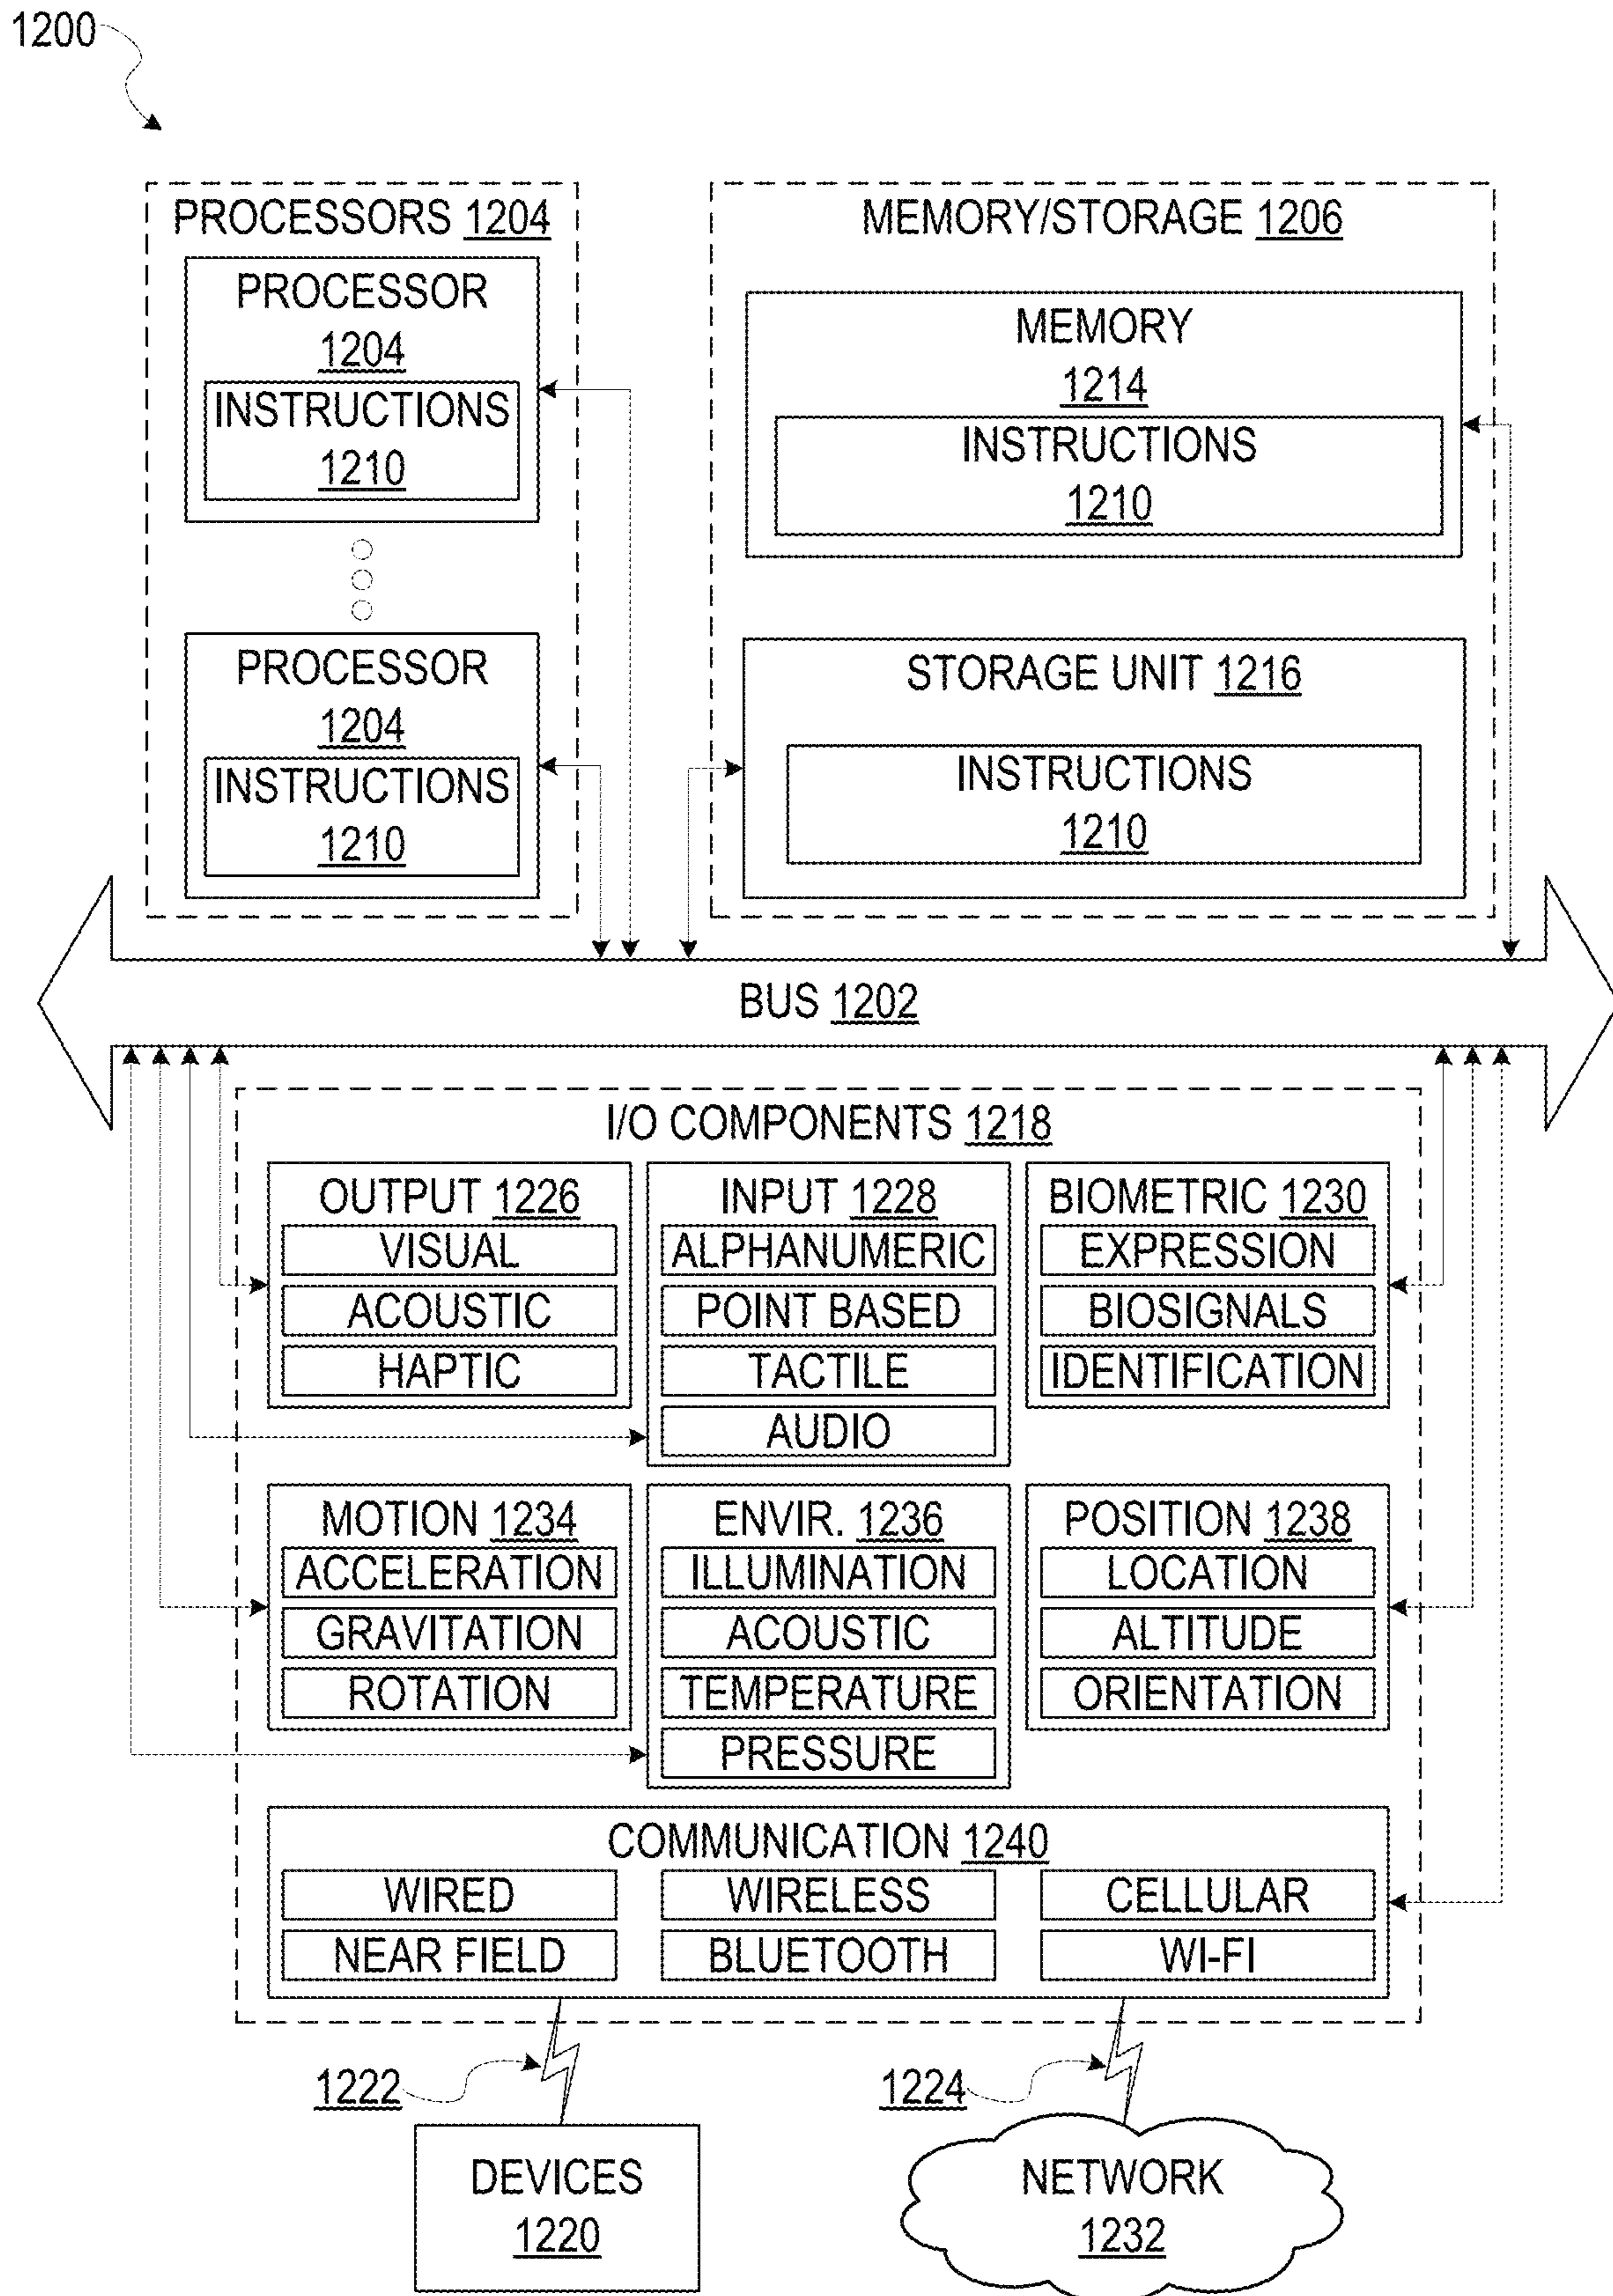 1200
PROCESSORS 1204
PROCESSOR
1204
INSTRUCTIONS
1210
PROCESSOR
1204
INSTRUCTIONS
1210
MEMORY/STORAGE 1206
MEMORY
1214
INSTRUCTIONS
1210
STORAGE UNIT 1216
INSTRUCTIONS
1210
BUS 1202
I/O COMPONENTS 1218
OUTPUT 1226
VISUAL
ACOUSTIC
HAPTIC
INPUT 1228
ALPHANUMERIC
POINT BASED
TACTILE
AUDIO
BIOMETRIC 1230
EXPRESSION
BIOSIGNALS
IDENTIFICATION
MOTION 1234
ACCELERATION
GRAVITATION
ROTATION
ENVIR. 1236
ILLUMINATION
ACOUSTIC
TEMPERATURE
PRESSURE
POSITION 1238
LOCATION
ALTITUDE
ORIENTATION
COMMUNICATION 1240
WIRED
WIRELESS
CELLULAR
NEAR FIELD
BLUETOOTH
WI-FI
1222
1224
DEVICES
1220
NETWORK
1232